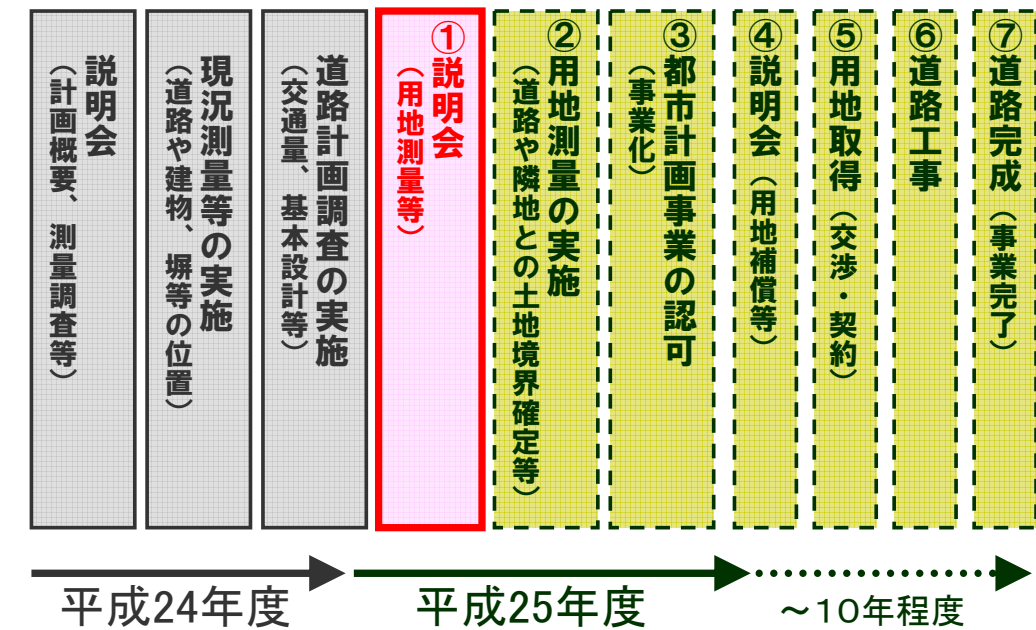 説明会
（計画概要、測量調査等）
現況測量等の実施
（道路や建物、塀等の位置）
道路計画調査の実施
（交通量、基本設計等）
①説明会
（用地測量等）
②用地測量の実施
（道路や隣地との土地境界確定等）
③都市計画事業の認可
（事業化）
④説明会（用地補償等）
⑤用地取得（交渉・契約）
⑥道路工事
⑦道路完成（事業完了）
平成24年度
平成25年度
～１０年程度